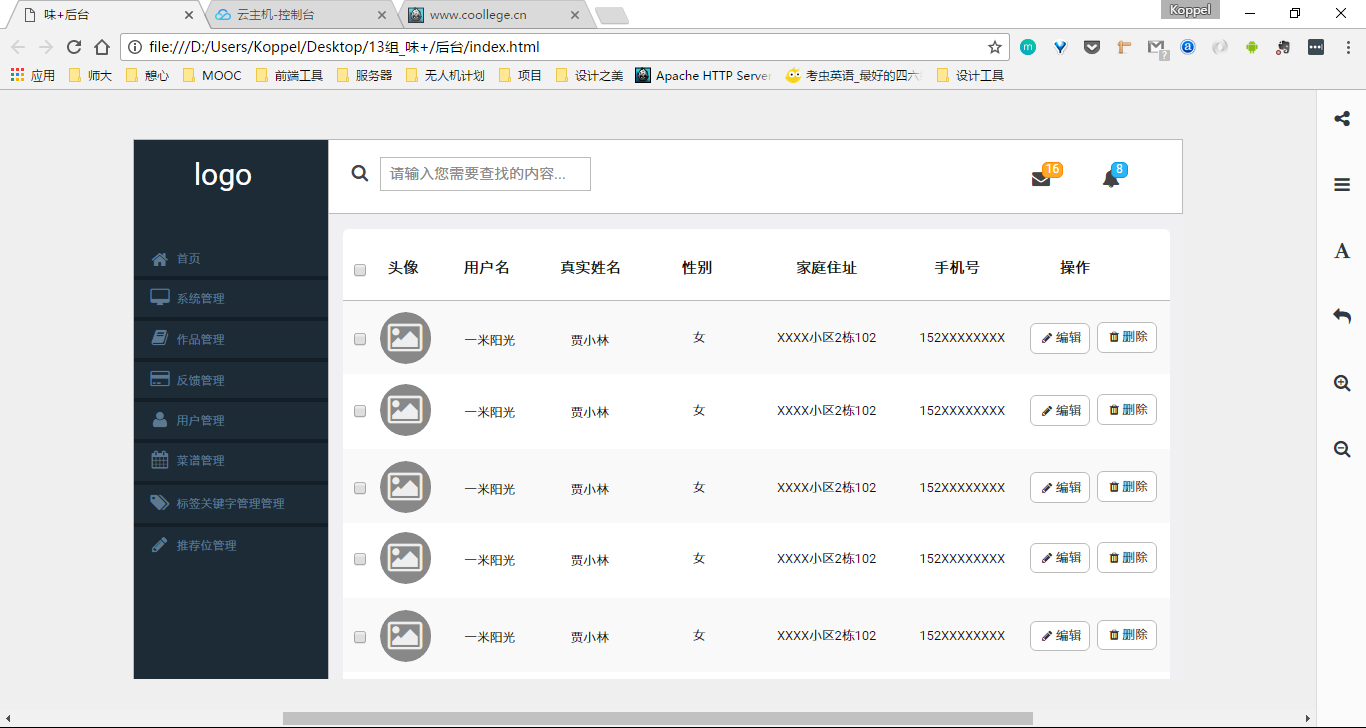 味+后台
云主机-控制台
www.coollege.cn
Koppel
file:///D:/Users/Koppel/Desktop/13组_味+/后台/index.html
应用 师大 憩心 MOOC 前端工具 服务器 无人机计划 项目 设计之美 Apache HTTP Server 考虫英语_最好的四六 设计工具
logo
请输入您需要查找的内容...
16
8
首页
系统管理
作品管理
反馈管理
用户管理
菜谱管理
标签关键字管理管理
推荐位管理
头像 用户名 真实姓名 性别 家庭住址 手机号 操作
一米阳光 贾小林 女 XXXX小区2栋102 152XXXXXXXX 编辑 删除
一米阳光 贾小林 女 XXXX小区2栋102 152XXXXXXXX 编辑 删除
一米阳光 贾小林 女 XXXX小区2栋102 152XXXXXXXX 编辑 删除
一米阳光 贾小林 女 XXXX小区2栋102 152XXXXXXXX 编辑 删除
一米阳光 贾小林 女 XXXX小区2栋102 152XXXXXXXX 编辑 删除